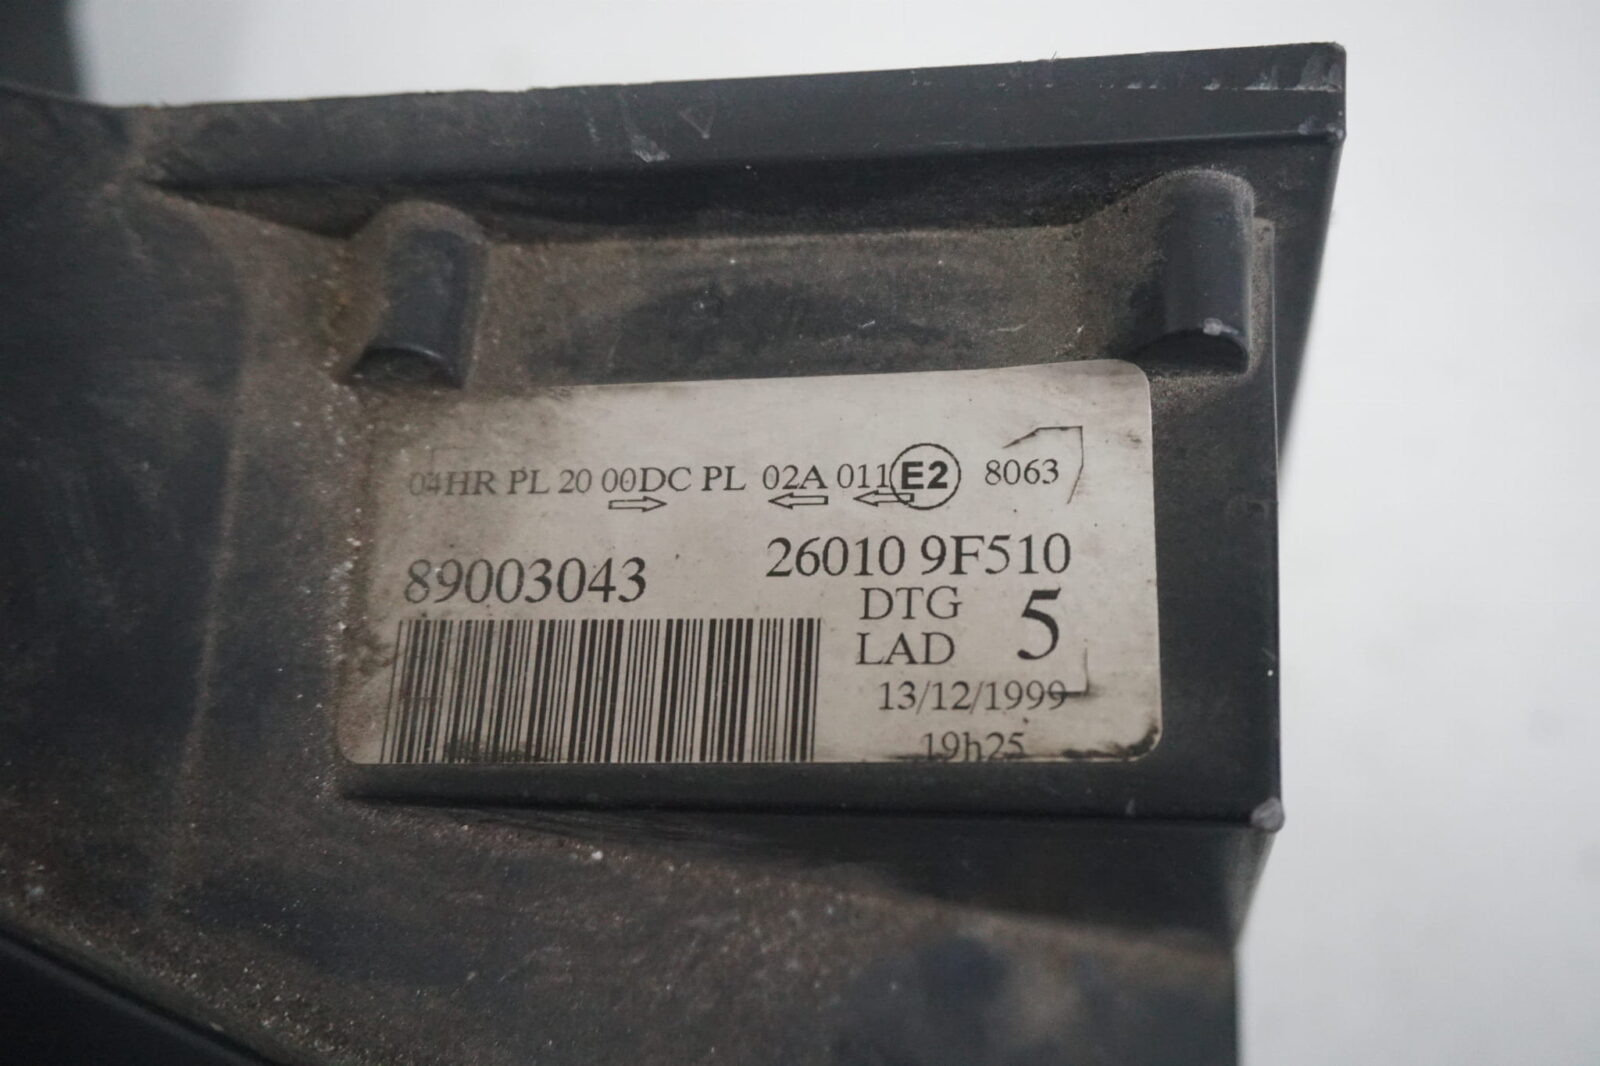 04HR PL 20 00DC PL 02A 011 E2 8063
89003043 26010 9F510
DTG
LAD 5
13/12/1999
19h25